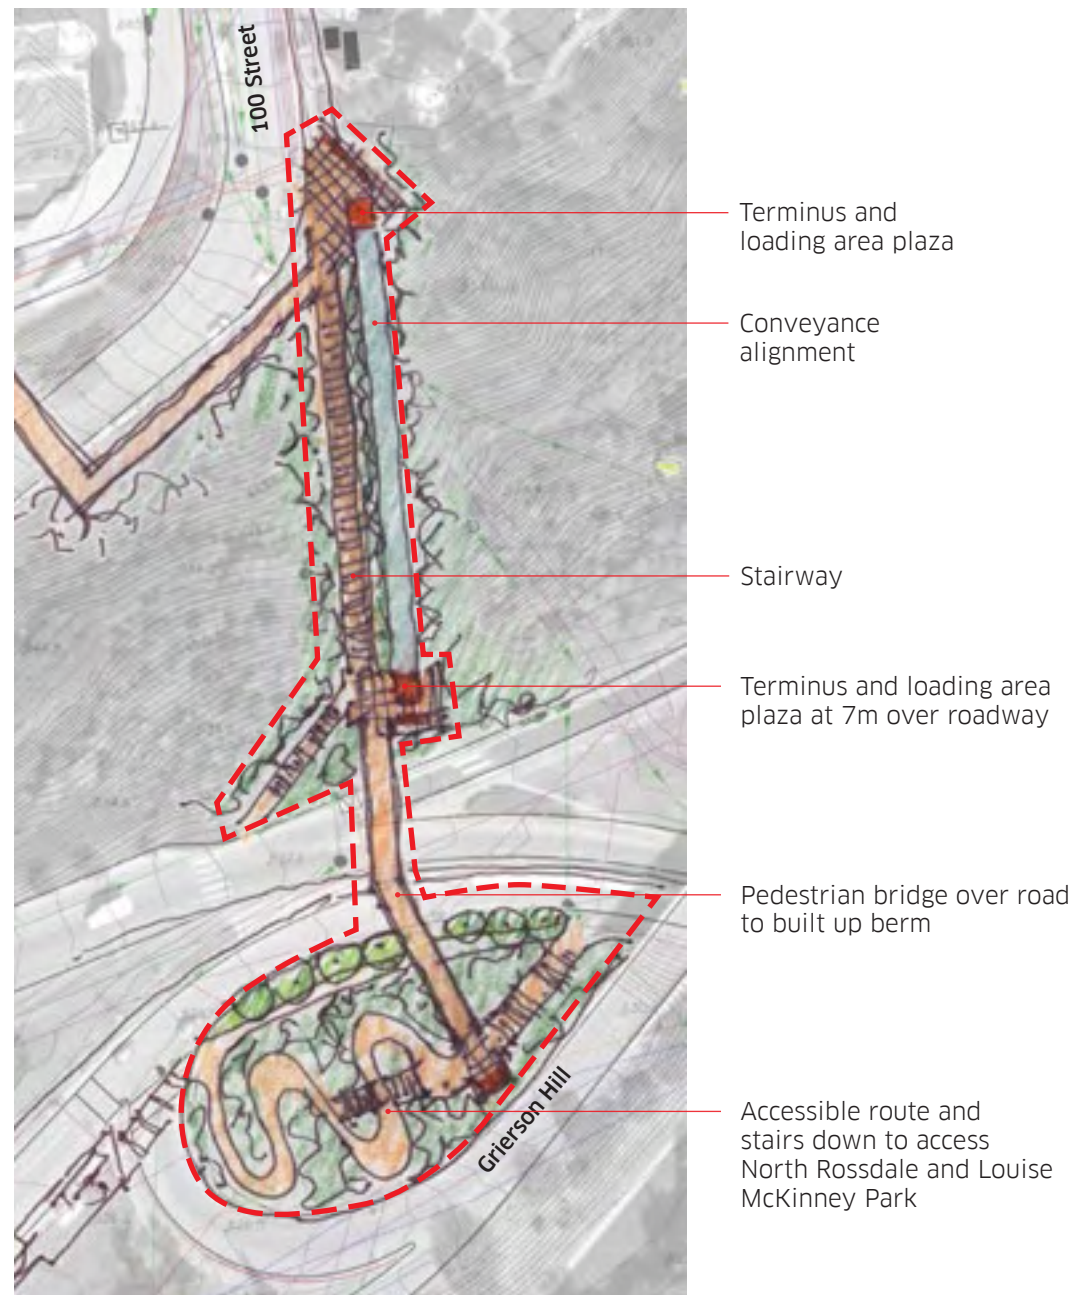 100 Street
Terminus and
loading area plaza
Conveyance
alignment
Stairway
Terminus and loading area
plaza at 7m over roadway
Pedestrian bridge over road
to built up berm
Grierson Hill
Accessible route and
stairs down to access
North Rossdale and Louise
McKinney Park